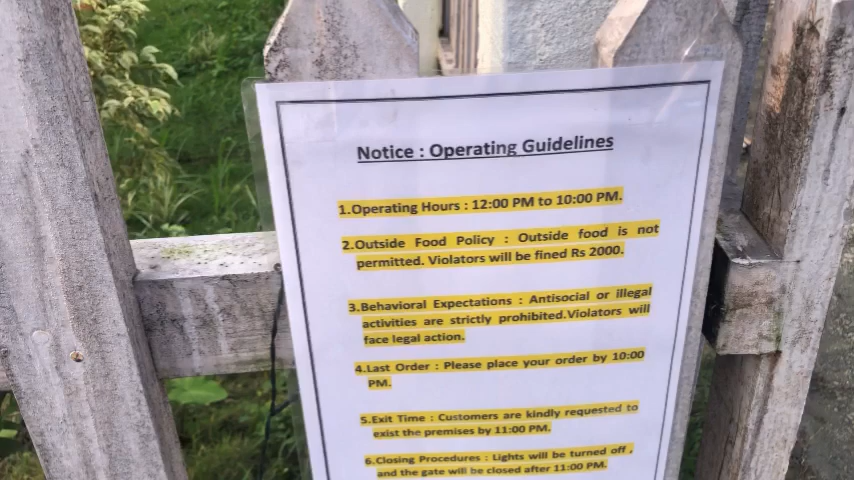 Notice : Operating Guidelines
1.Operating Hours : 12:00 PM to 10:00 PM.
2.Outside Food Policy : Outside food is not
permitted. Violators will be fined Rs 2000.
3.Behavioral Expectations : Antisocial or illegal
activities are strictly prohibited.Violators will
face legal action.
4.Last Order : Please place your order by 10:00
PM.
5.Exit Time : Customers are kindly requested to
exist the premises by 11:00 PM.
6.Closing Procedures : Lights will be turned off ,
and the gate will be closed after 11:00 PM.